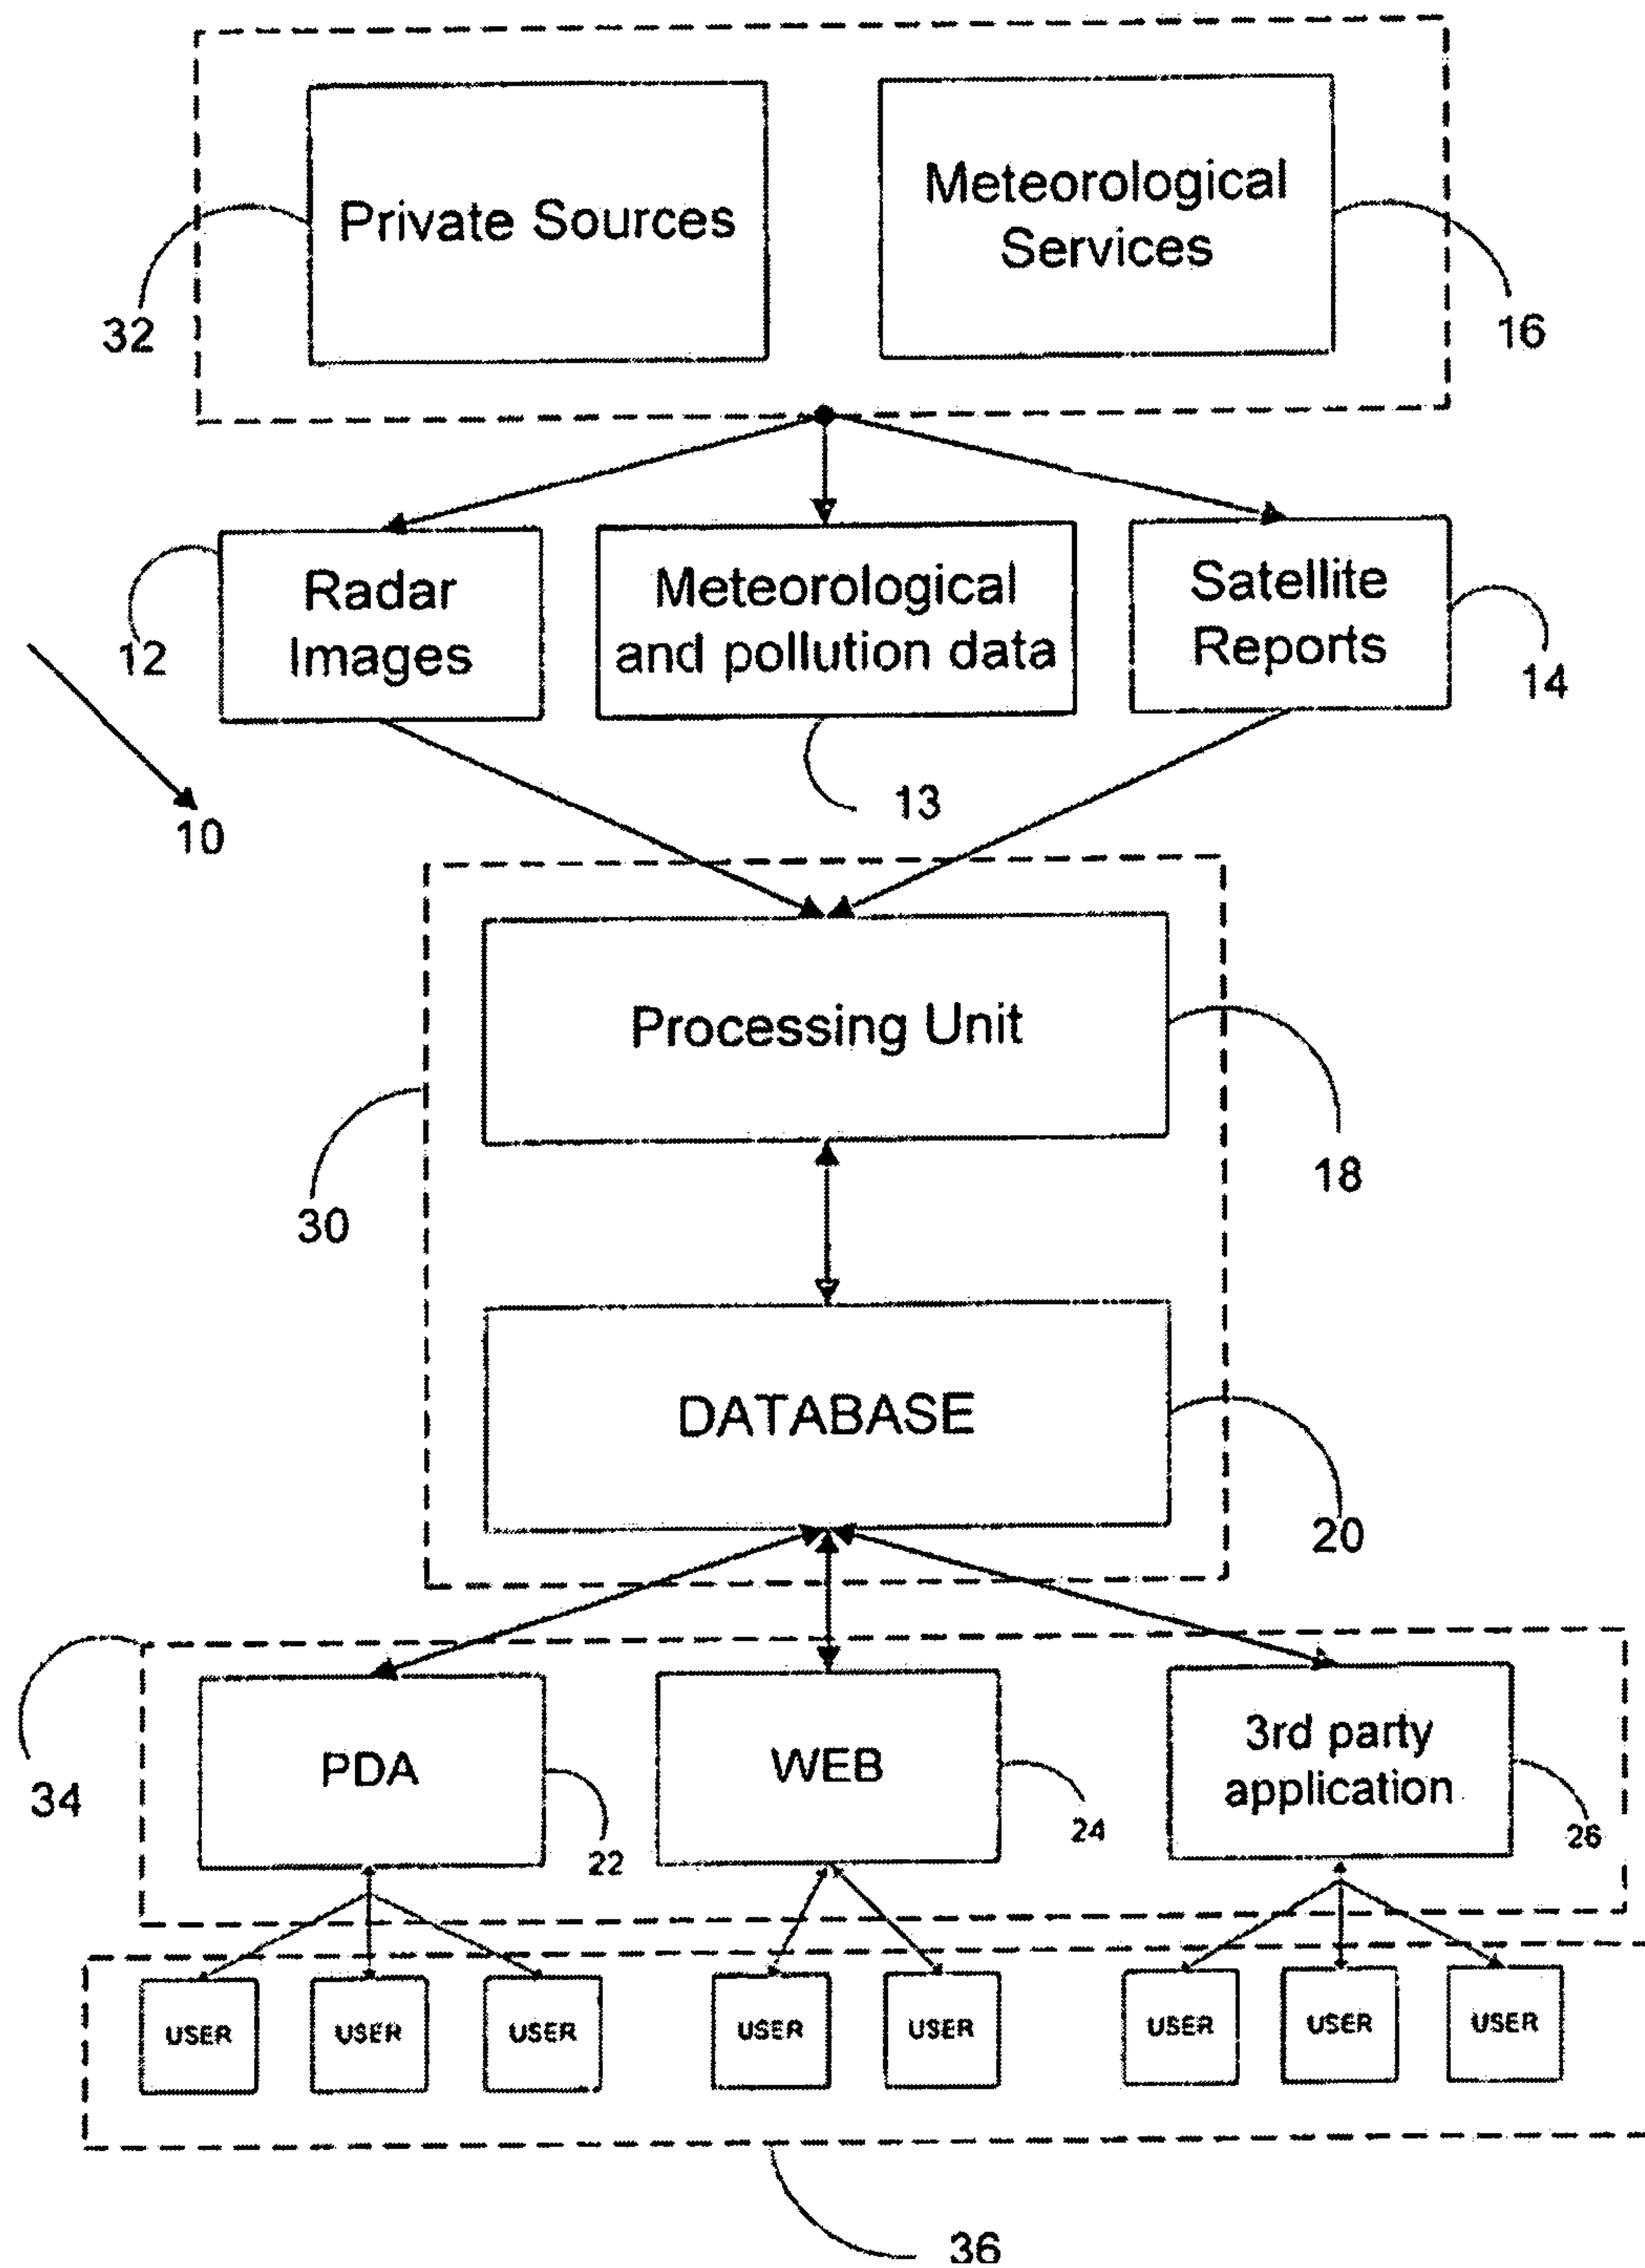 Private Sources
Meteorological
Services
32
16
Radar
Images
Meteorological
and pollution data
Satellite
Reports
12
14
13
10
Processing Unit
18
30
DATABASE
20
34
PDA
WEB
3rd party
application
22
24
26
USER
USER
USER
USER
USER
USER
USER
USER
36